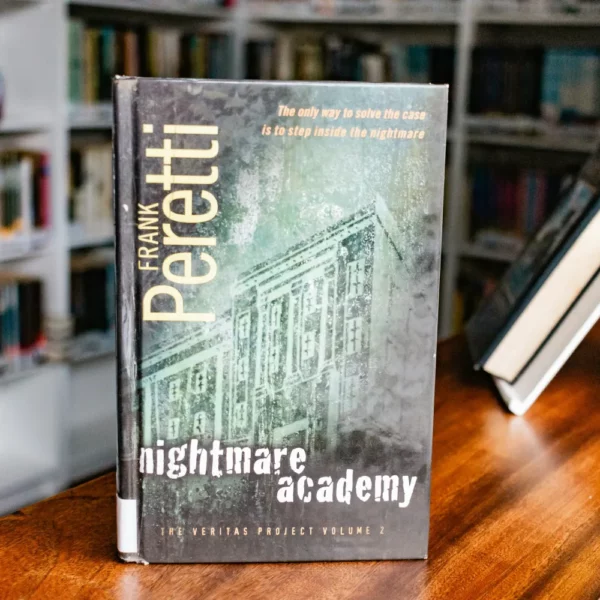 The only way to solve the case
is to step inside the nightmare
FRANK
Peretti
nightmare
academy
THE VERITAS PROJECT VOLUME 2